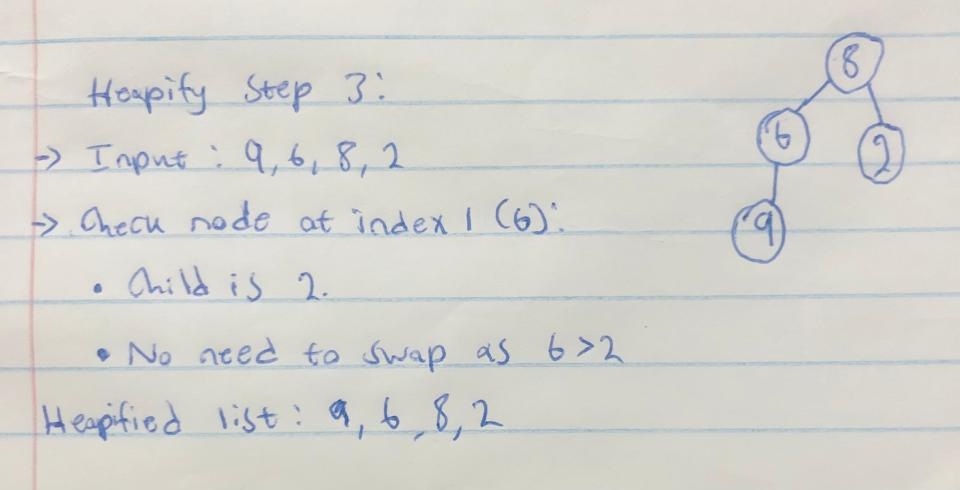 Heapify Step 3:
→ Input : 9, 6, 8, 2
→ Check node at index 1 (6):
• Child is 2.
• No need to swap as 6>2
Heapified list : 9, 6, 8, 2
8
6 2
9